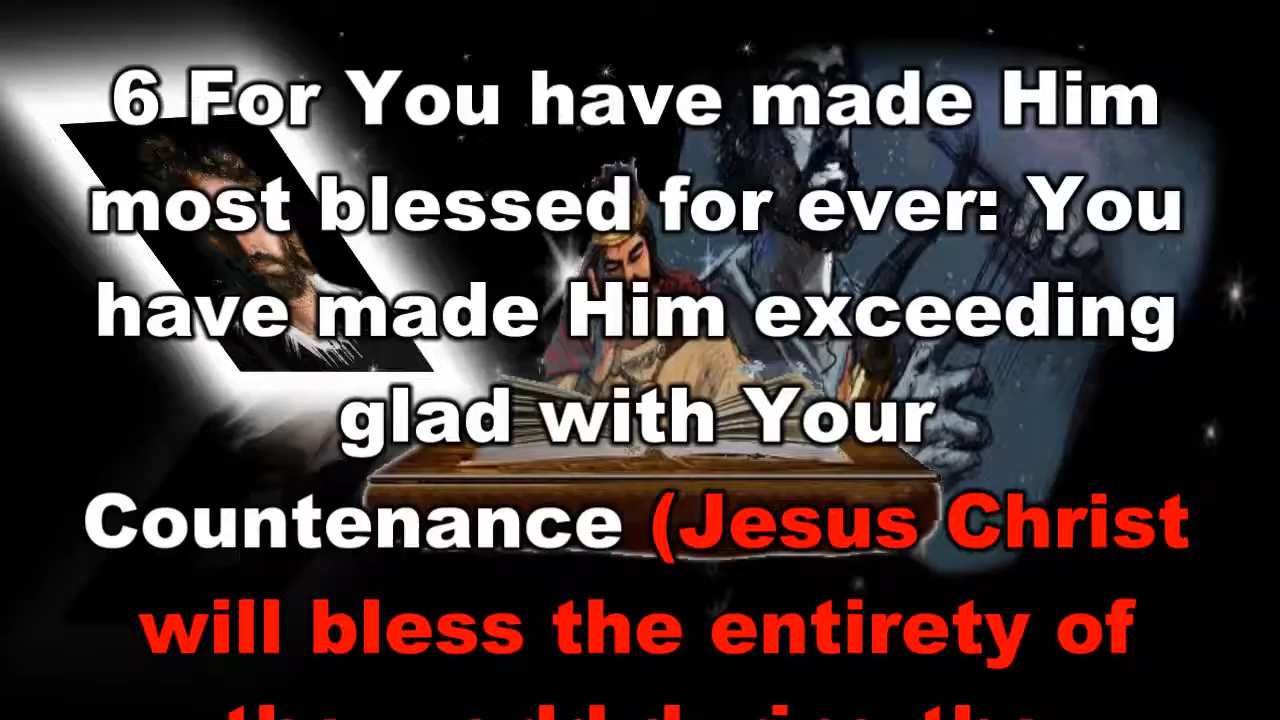 6 For You have made Him
most blessed for ever: You
have made Him exceeding
glad with Your
Countenance (Jesus Christ
will bless the entirety of